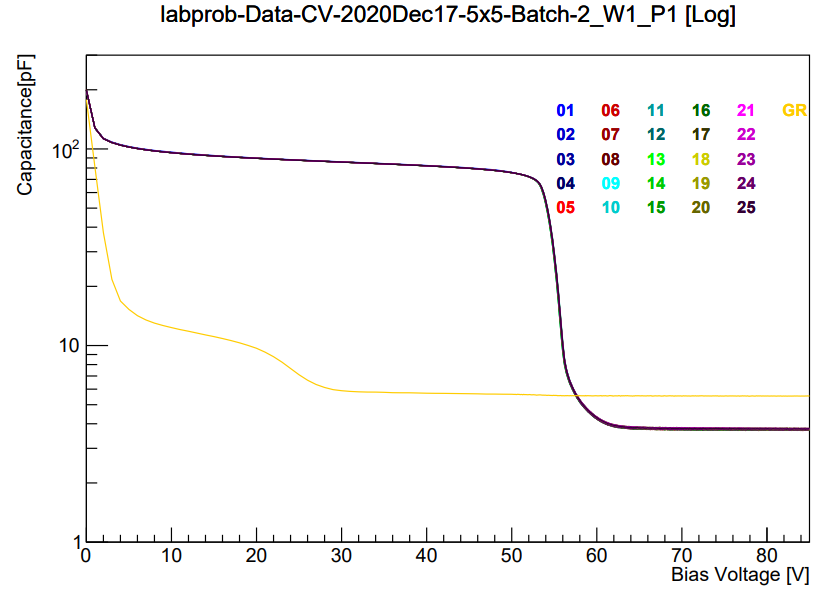 labprob-Data-CV-2020Dec17-5x5-Batch-2_W1_P1 [Log]
Capacitance[pF]
01 06 11 16 21 GR
02 07 12 17 22
03 08 13 18 23
04 09 14 19 24
05 10 15 20 25
10²
10
1
0 10 20 30 40 50 60 70 80
Bias Voltage [V]